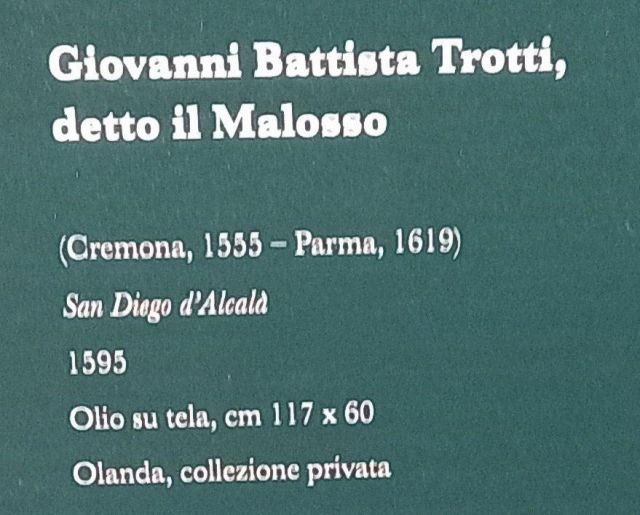 Giovanni Battista Trotti,
detto il Malosso
(Cremona, 1555 – Parma, 1619)
San Diego d'Alcalà
1595
Olio su tela, cm 117 x 60
Olanda, collezione privata